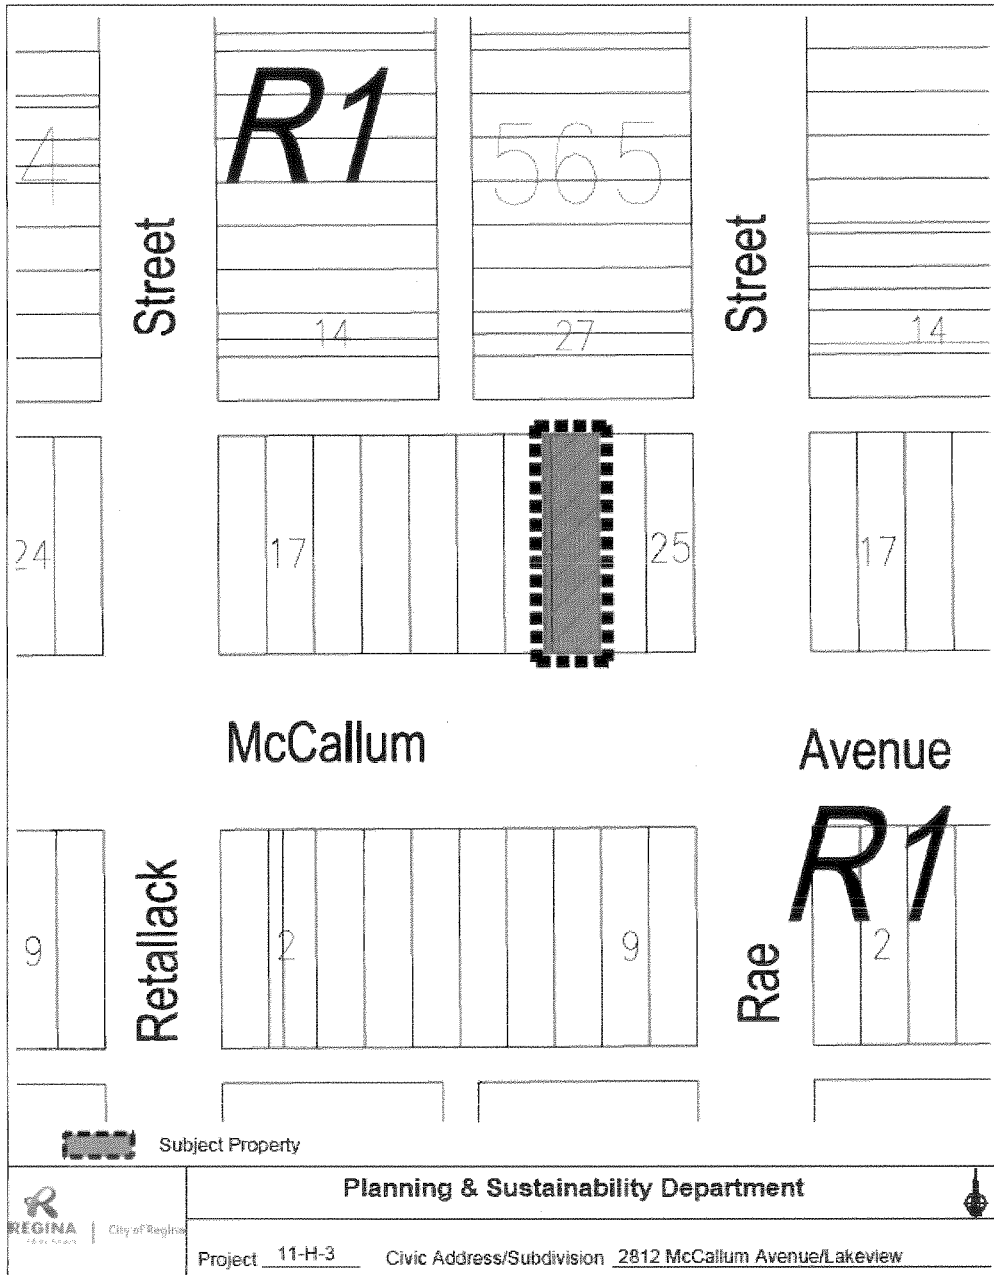 R1
4
565
Street
Street
14
27
14
24
17
25
17
McCallum
Avenue
R1
Retallack
9
2
9
Rae
2
Subject Property
Planning & Sustainability Department
REGINA | City of Regina
Project 11-H-3 Civic Address/Subdivision 2812 McCallum Avenue/Lakeview